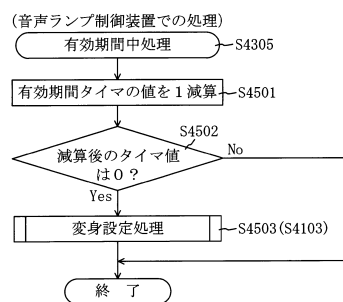 (音声ランプ制御装置での処理)
有効期間中処理
S4305
有効期間タイマの値を1減算
S4501
S4502
減算後のタイマ値
は0?
No
Yes
変身設定処理
S4503(S4103)
終 了